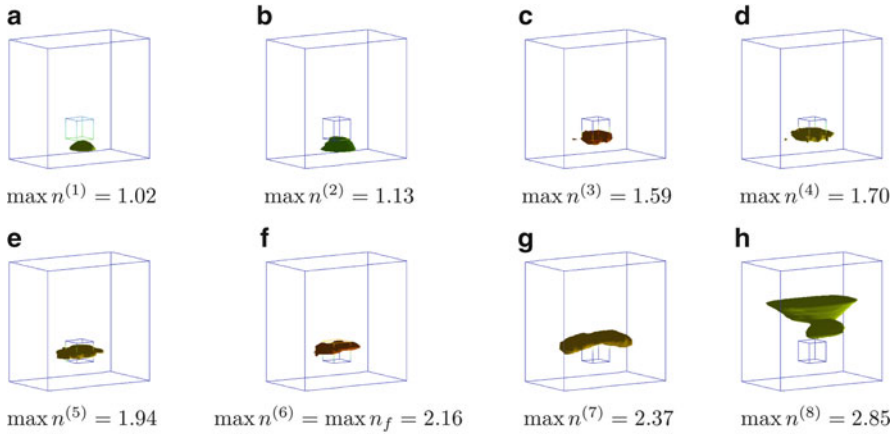 a b c d
max n^(1) = 1.02 max n^(2) = 1.13 max n^(3) = 1.59 max n^(4) = 1.70
e f g h
max n^(5) = 1.94 max n^(6) = max n_f = 2.16 max n^(7) = 2.37 max n^(8) = 2.85